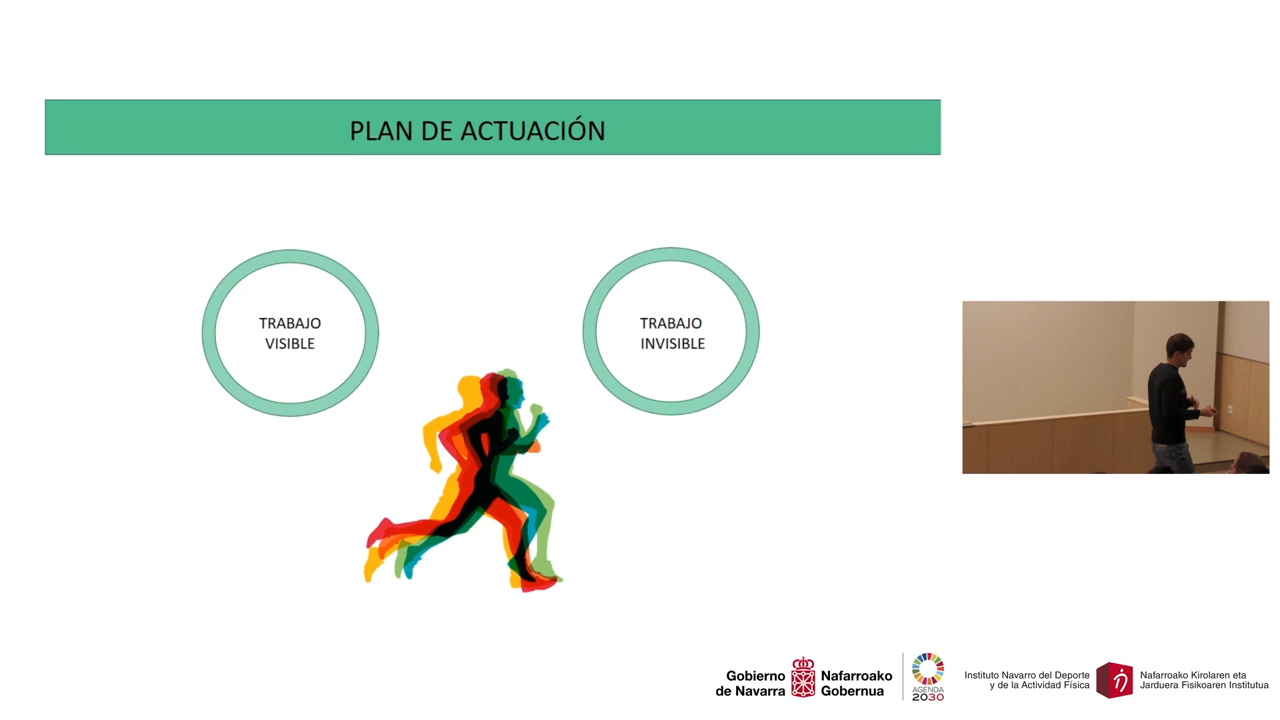 PLAN DE ACTUACIÓN
TRABAJO
VISIBLE
TRABAJO
INVISIBLE
Gobierno
de Navarra
Nafarroako
Gobernua
AGENDA
2030
Instituto Navarro del Deporte
y de la Actividad Física
Nafarroako Kirolaren eta
Jarduera Fisikoaren Institutua